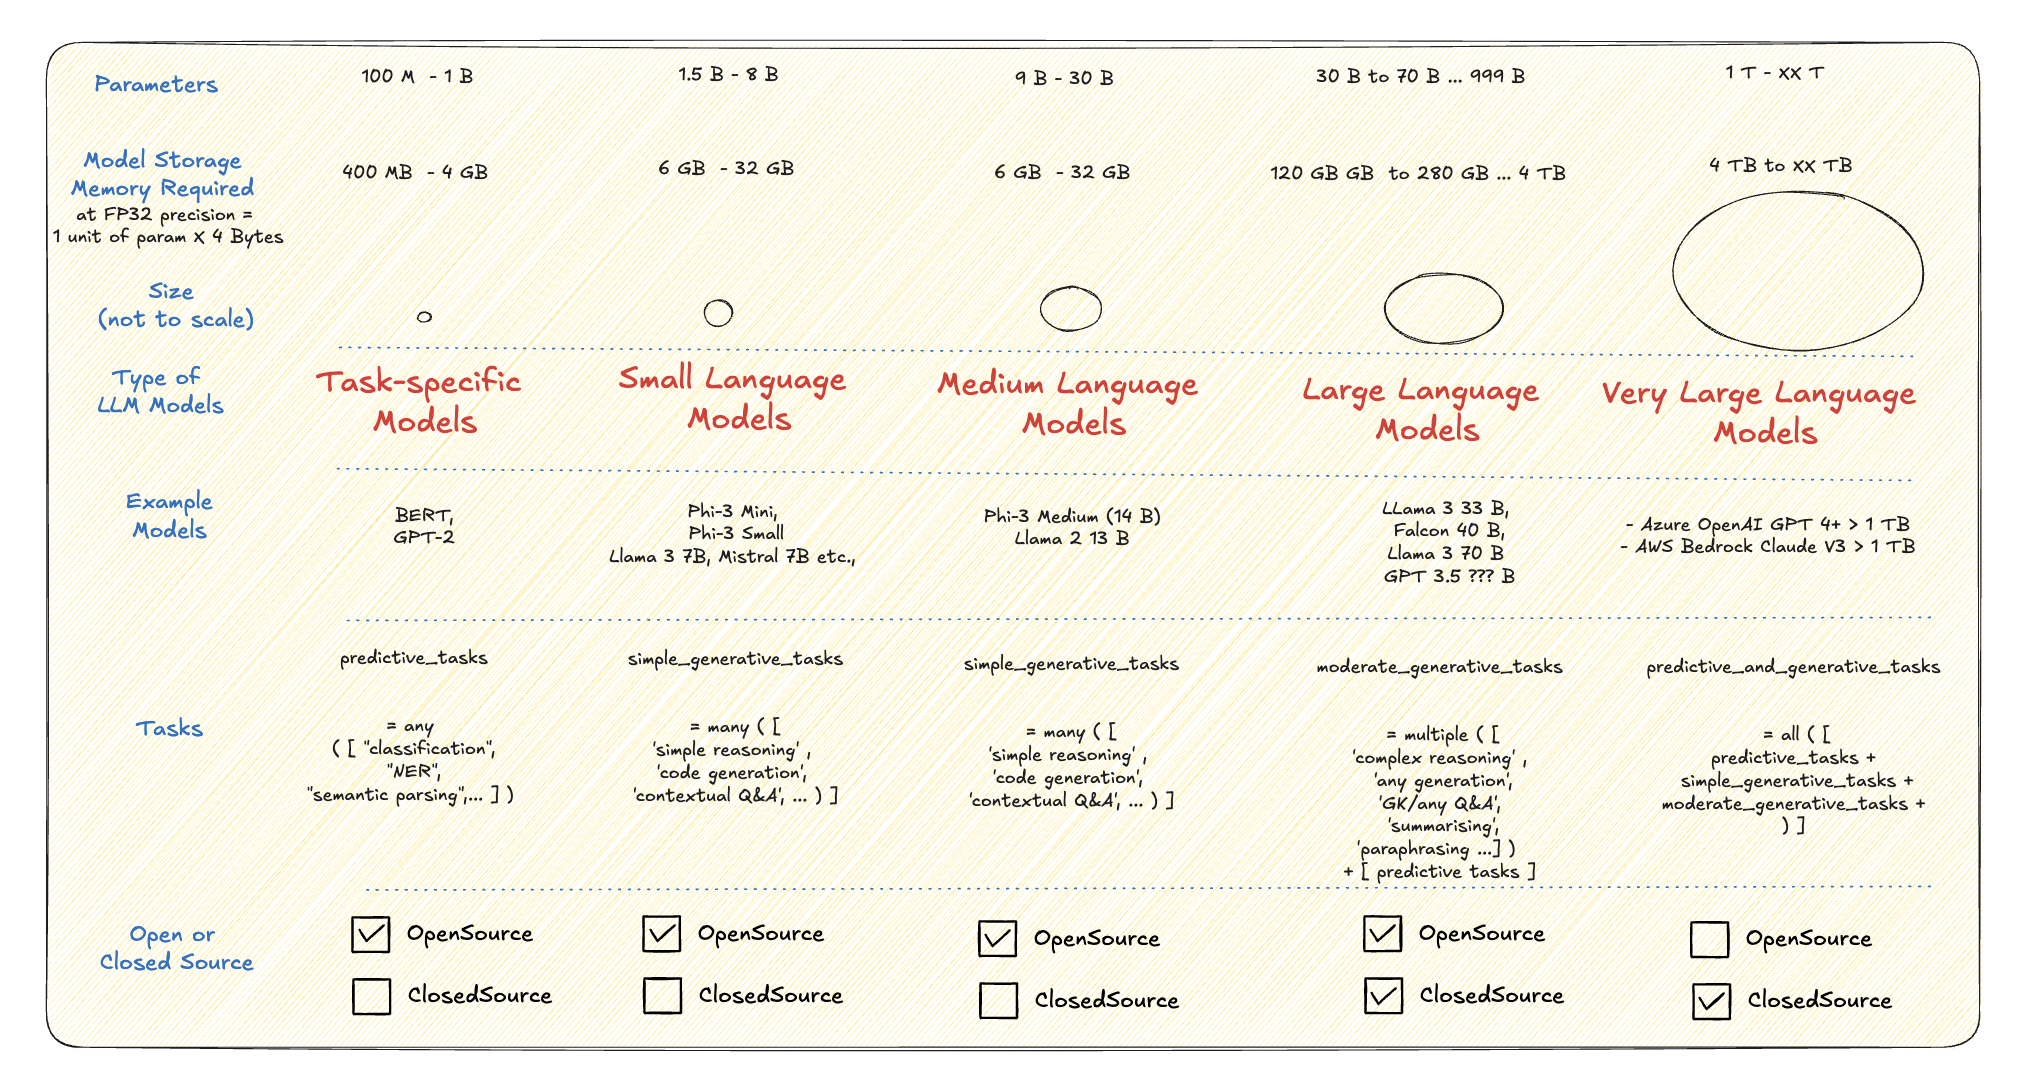 Parameters
100 M - 1 B
1.5 B - 8 B
9 B - 30 B
30 B to 70 B ... 999 B
1 T - XX T
Model Storage
Memory Required
at FP32 precision =
1 unit of param X 4 Bytes
400 MB - 4 GB
6 GB - 32 GB
6 GB - 32 GB
120 GB GB to 280 GB ... 4 TB
4 TB to XX TB
Size
(not to scale)
Type of
LLM Models
Task-specific
Models
Small Language
Models
Medium Language
Models
Large Language
Models
Very Large Language
Models
Example
Models
BERT,
GPT-2
Phi-3 Mini,
Phi-3 Small
Llama 3 7B, Mistral 7B etc.,
Phi-3 Medium (14 B)
Llama 2 13 B
LLama 3 33 B,
Falcon 40 B,
Llama 3 70 B
GPT 3.5 ??? B
- Azure OpenAI GPT 4+ > 1 TB
- AWS Bedrock Claude V3 > 1 TB
Tasks
predictive_tasks
= any
( [ "classification",
"NER",
"semantic parsing",... ] )
simple_generative_tasks
= many ( [
'simple reasoning' ,
'code generation',
'contextual Q&A', ... ) ]
simple_generative_tasks
= many ( [
'simple reasoning' ,
'code generation',
'contextual Q&A', ... ) ]
moderate_generative_tasks
= multiple ( [
'complex reasoning' ,
'any generation',
'GK/any Q&A',
'summarising',
'paraphrasing ...] )
+ [ predictive tasks ]
predictive_and_generative_tasks
= all ( [
predictive_tasks +
simple_generative_tasks +
moderate_generative_tasks +
) ]
Open or
Closed Source
OpenSource
ClosedSource
OpenSource
ClosedSource
OpenSource
ClosedSource
OpenSource
ClosedSource
OpenSource
ClosedSource